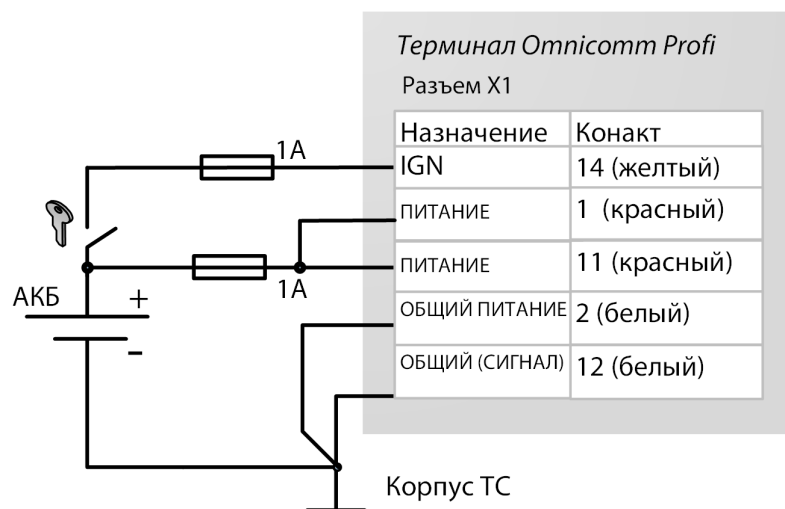 Терминал Omnicomm Profi
Разъем X1
Назначение Конакт
IGN 14 (желтый)
ПИТАНИЕ 1 (красный)
ПИТАНИЕ 11 (красный)
ОБЩИЙ ПИТАНИЕ 2 (белый)
ОБЩИЙ (СИГНАЛ) 12 (белый)
1А
1А
АКБ
+
-
Корпус ТС